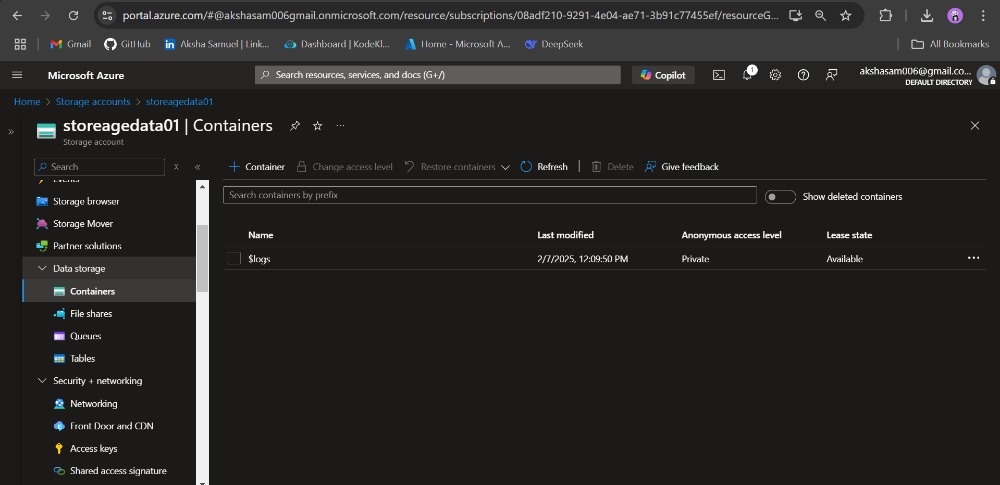 portal.azure.com/#@akshasam006gmail.onmicrosoft.com/resource/subscriptions/08adf210-9291-4e04-ae71-3b91c77455ef/resourceG...
Gmail GitHub Aksha Samuel | Link... Dashboard | KodeKl... Home - Microsoft A... DeepSeek All Bookmarks
Microsoft Azure Search resources, services, and docs (G+/) Copilot 1 akshasam006@gmail.co...
DEFAULT DIRECTORY
Home > Storage accounts > storeagedata01
storeagedata01 | Containers
Storage account
Search
Container Change access level Restore containers Refresh Delete Give feedback
Events
Search containers by prefix Show deleted containers
Storage browser
Storage Mover
Partner solutions
Data storage
Containers
File shares
Queues
Tables
Security + networking
Networking
Front Door and CDN
Access keys
Shared access signature
Name Last modified Anonymous access level Lease state
$logs 2/7/2025, 12:09:50 PM Private Available